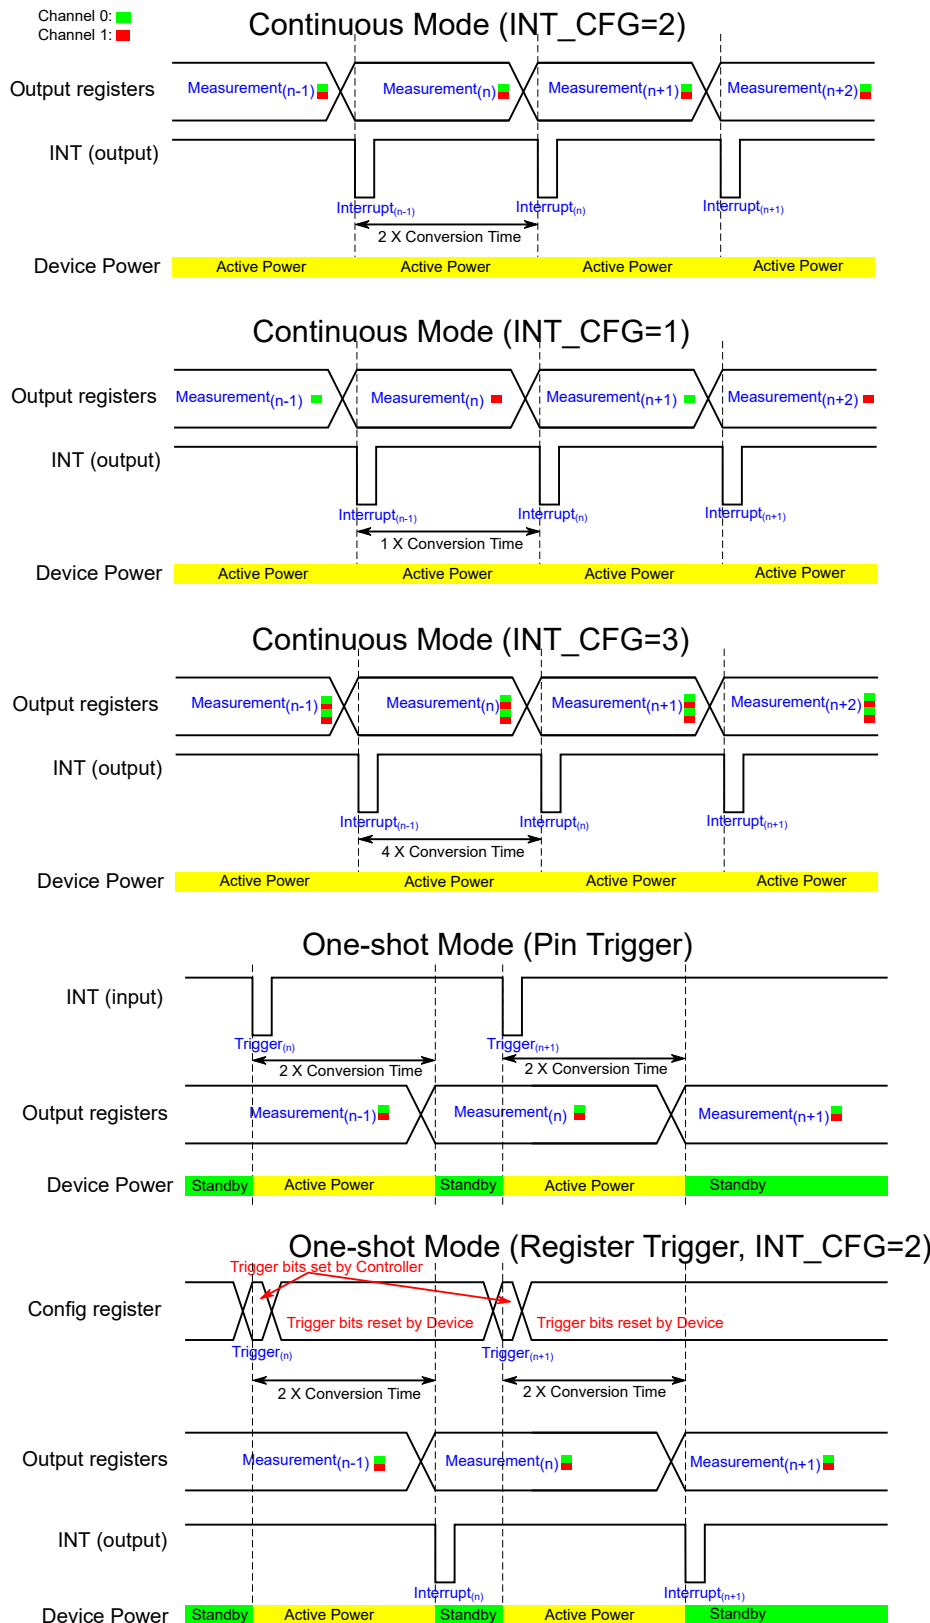 Channel 0:
Channel 1:
Continuous Mode (INT_CFG=2)
Output registers
Measurement(n-1) Measurement(n) Measurement(n+1) Measurement(n+2)
INT (output)
Interrupt(n-1) Interrupt(n) Interrupt(n+1)
2 X Conversion Time
Device Power
Active Power Active Power Active Power Active Power
Continuous Mode (INT_CFG=1)
Output registers
Measurement(n-1) Measurement(n) Measurement(n+1) Measurement(n+2)
INT (output)
Interrupt(n-1) Interrupt(n) Interrupt(n+1)
1 X Conversion Time
Device Power
Active Power Active Power Active Power Active Power
Continuous Mode (INT_CFG=3)
Output registers
Measurement(n-1) Measurement(n) Measurement(n+1) Measurement(n+2)
INT (output)
Interrupt(n-1) Interrupt(n) Interrupt(n+1)
4 X Conversion Time
Device Power
Active Power Active Power Active Power Active Power
One-shot Mode (Pin Trigger)
INT (input)
Trigger(n) Trigger(n+1)
2 X Conversion Time 2 X Conversion Time
Output registers
Measurement(n-1) Measurement(n) Measurement(n+1)
Device Power
Standby Active Power Standby Active Power Standby
One-shot Mode (Register Trigger, INT_CFG=2)
Trigger bits set by Controller
Config register
Trigger bits reset by Device Trigger bits reset by Device
Trigger(n) Trigger(n+1)
2 X Conversion Time 2 X Conversion Time
Output registers
Measurement(n-1) Measurement(n) Measurement(n+1)
INT (output)
Interrupt(n) Interrupt(n+1)
Device Power
Standby Active Power Standby Active Power Standby